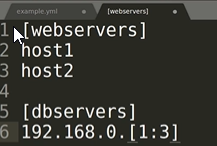 example.yml
[webservers]
1 [webservers]
2 host1
3 host2
4
5 [dbservers]
6 192.168.0.[1:3]